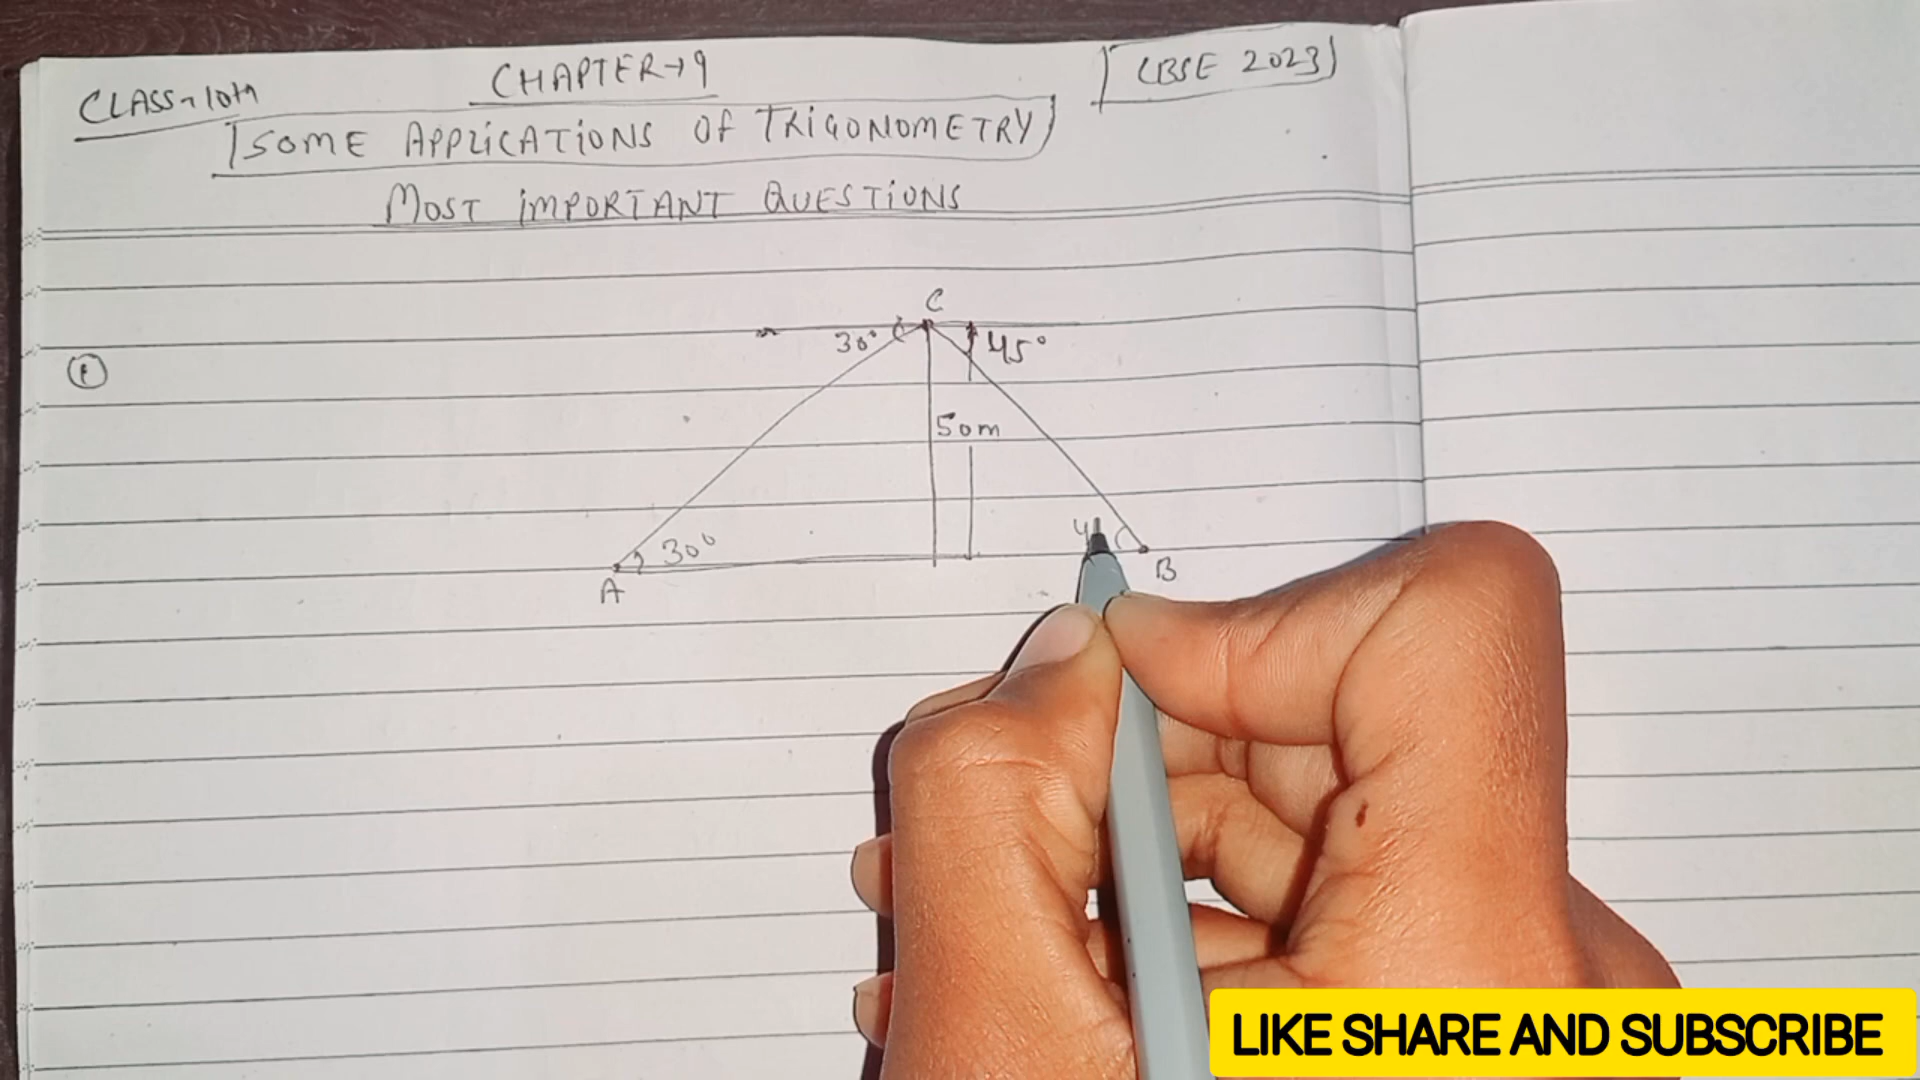 CLASS→10th
CHAPTER→9
CBSE 2023
SOME APPLiCATiONS Of TRiGONOMETRY
MOST iMPORTANT QUESTiONS
C
30°
45°
50m
30°
4
A
B
LIKE SHARE AND SUBSCRIBE